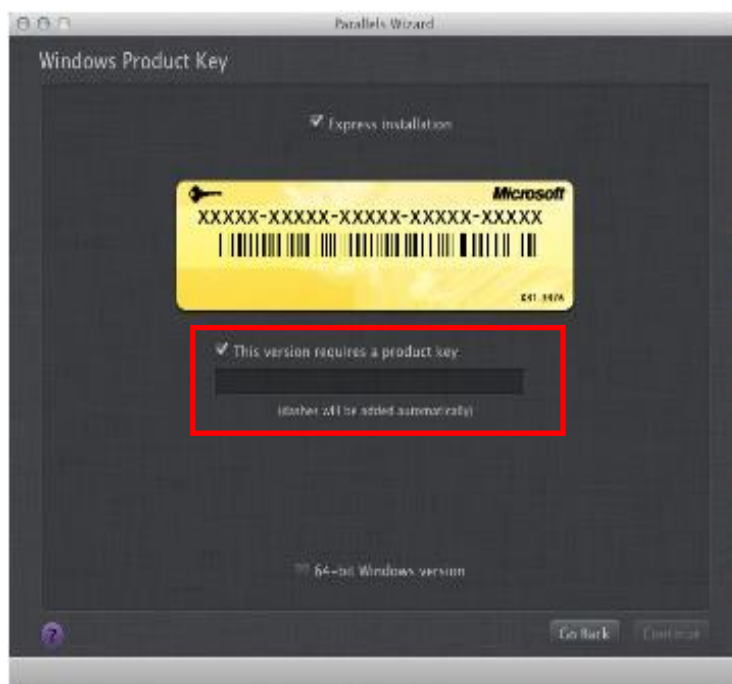 Parallels Wizard
Windows Product Key
Express installation
Microsoft
XXXXX-XXXXX-XXXXX-XXXXX-XXXXX
This version requires a product key:
(dashes will be added automatically)
64-bit Windows version
?
Go Back
Continue